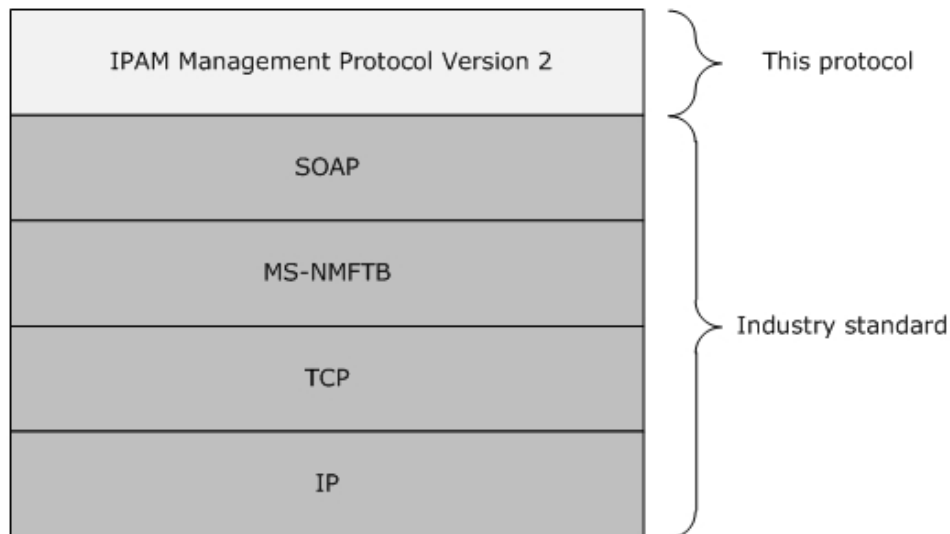 IPAM Management Protocol Version 2
This protocol
SOAP
MS-NMFTB
Industry standard
TCP
IP